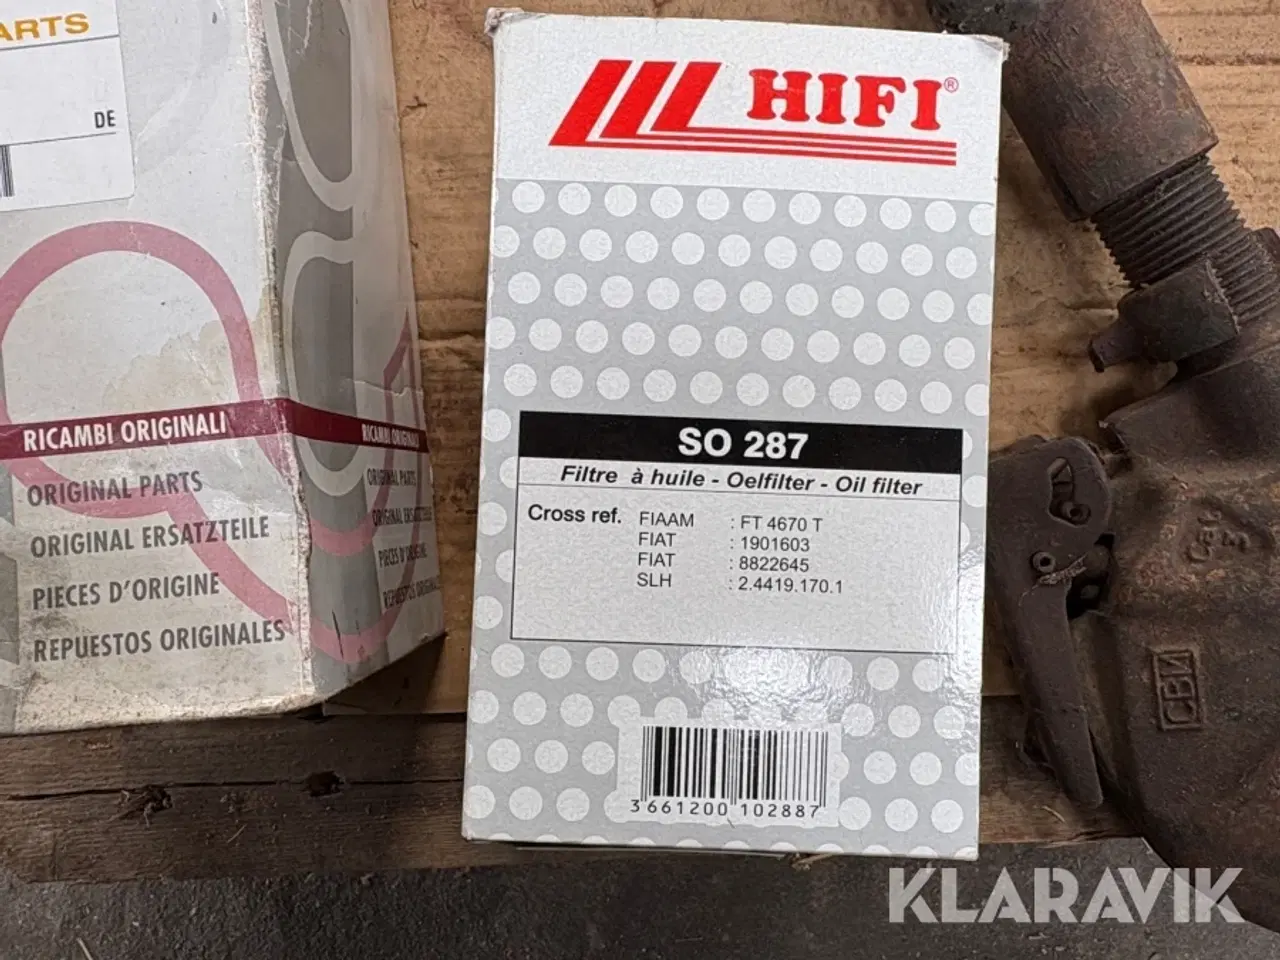 ARTS
DE
RICAMBI ORIGINALI
ORIGINAL PARTS
ORIGINAL ERSATZTEILE
PIECES D'ORIGINE
REPUESTOS ORIGINALES
RICAMBI ORIGINALI
ORIGINAL PARTS
ORIGINAL ERSATZTEILE
PIECES D'ORIGINE
REPUESTOS ORIGINAL
HIFI®
SO 287
Filtre à huile - Oelfilter - Oil filter
Cross ref. FIAAM : FT 4670 T
FIAT : 1901603
FIAT : 8822645
SLH : 2.4419.170.1
3 661200 102887
СВИ
KLARAVIK